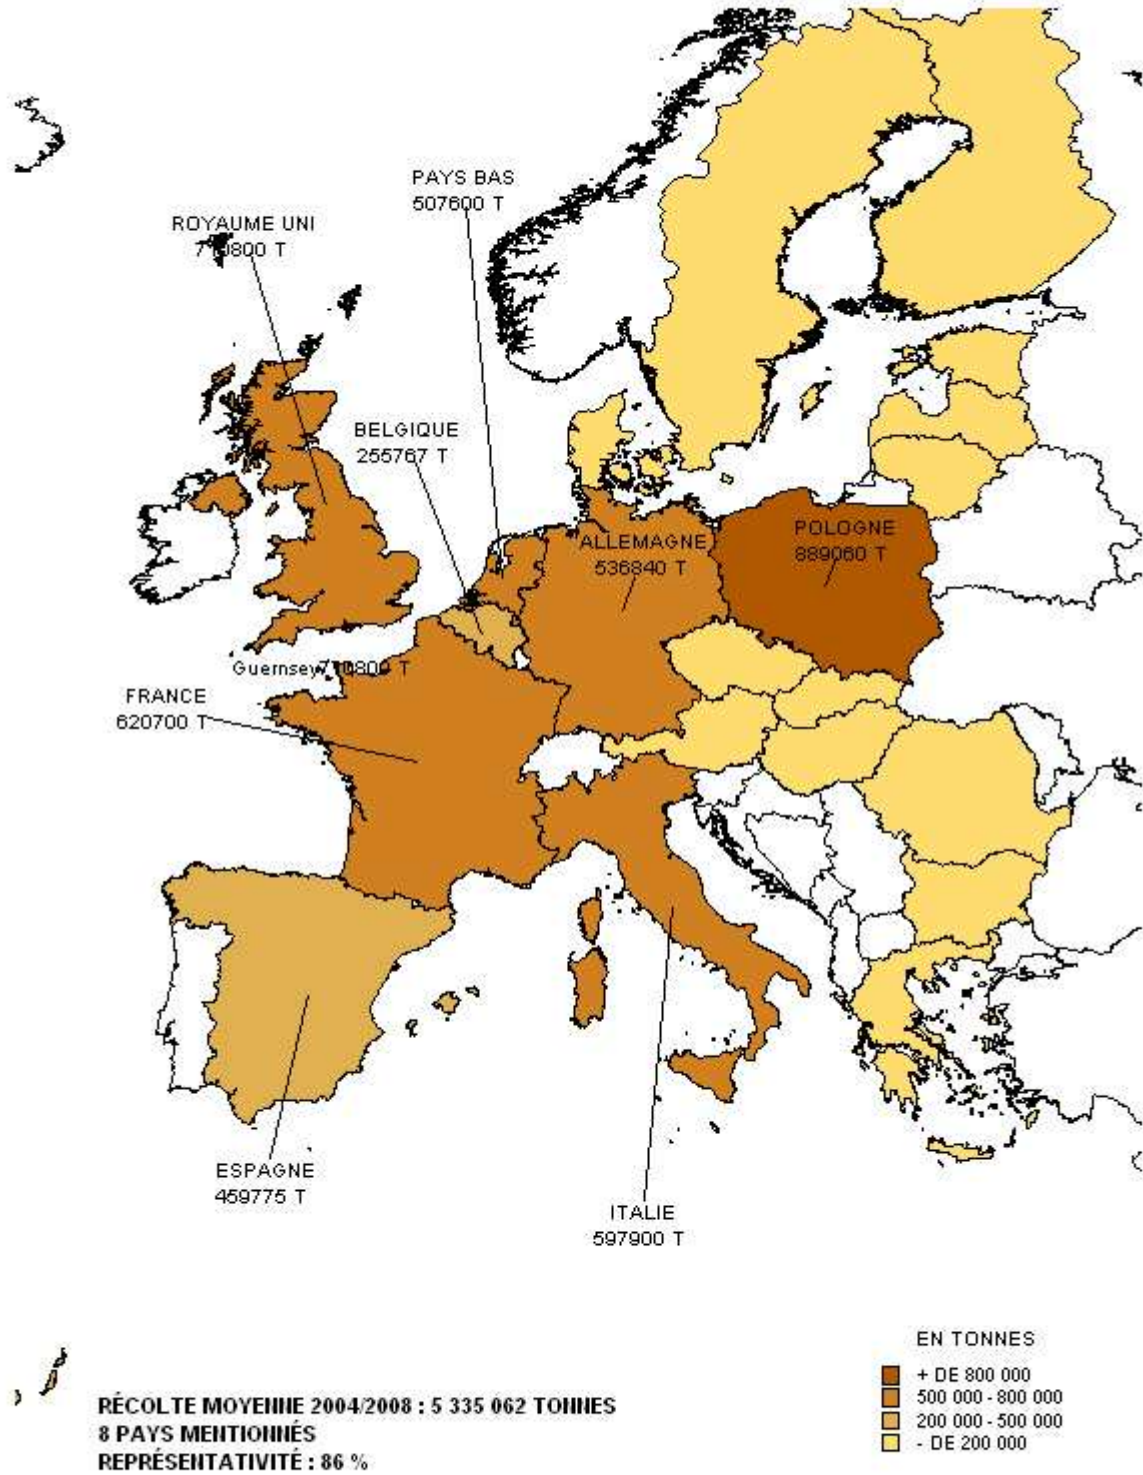 PAYS BAS
507600 T
ROYAUME UNI
710800 T
BELGIQUE
255767 T
POLOGNE
889060 T
ALLEMAGNE
536840 T
Guernsey 710800 T
FRANCE
620700 T
ESPAGNE
459775 T
ITALIE
597900 T
EN TONNES
+ DE 800 000
500 000 - 800 000
200 000 - 500 000
- DE 200 000
RÉCOLTE MOYENNE 2004/2008 : 5 335 062 TONNES
8 PAYS MENTIONNÉS
REPRÉSENTATIVITÉ : 86 %